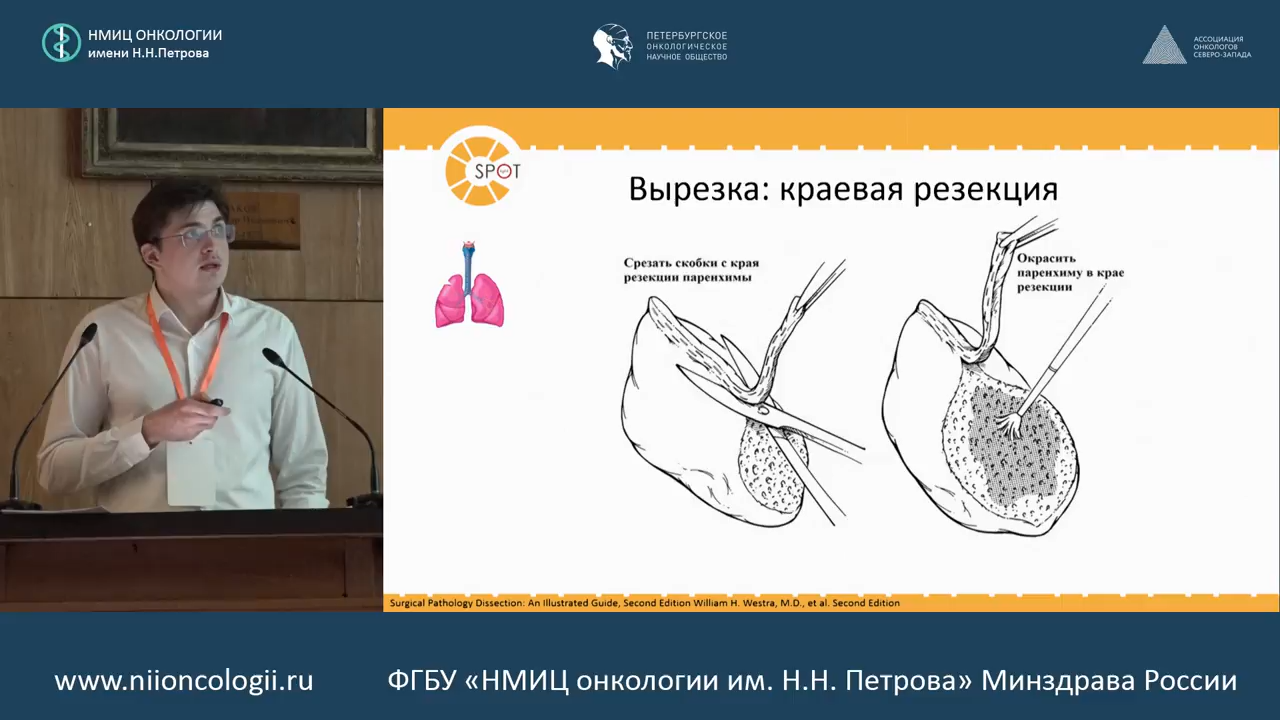 НМИЦ ОНКОЛОГИИ
имени Н.Н.Петрова
ПЕТЕРБУРГСКОЕ
ОНКОЛОГИЧЕСКОЕ
НАУЧНОЕ ОБЩЕСТВО
АССОЦИАЦИЯ
ОНКОЛОГОВ
СЕВЕРО-ЗАПАДА
SPOT
Вырезка: краевая резекция
Срезать скобки с края
резекции паренхимы
Окрасить
паренхиму в крае
резекции
Surgical Pathology Dissection: An Illustrated Guide, Second Edition William H. Westra, M.D., et al. Second Edition
www.niioncologii.ru
ФГБУ «НМИЦ онкологии им. Н.Н. Петрова» Минздрава России